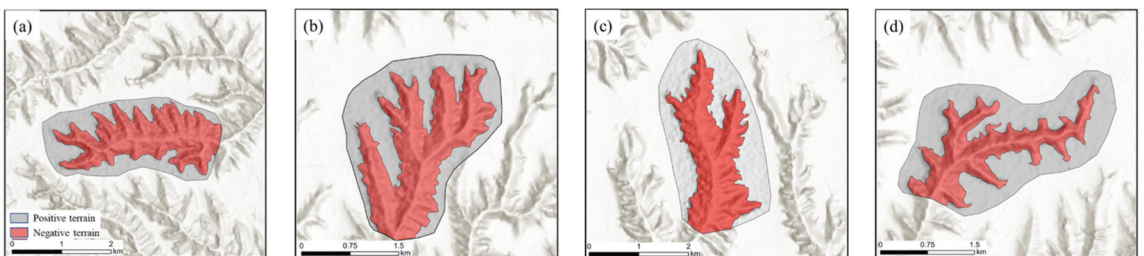 (a)
(b)
(c)
(d)
Positive terrain
Negative terrain
0 1 2
km
0 0.75 1.5
km
0 1 2
km
0 0.75 1.5
km